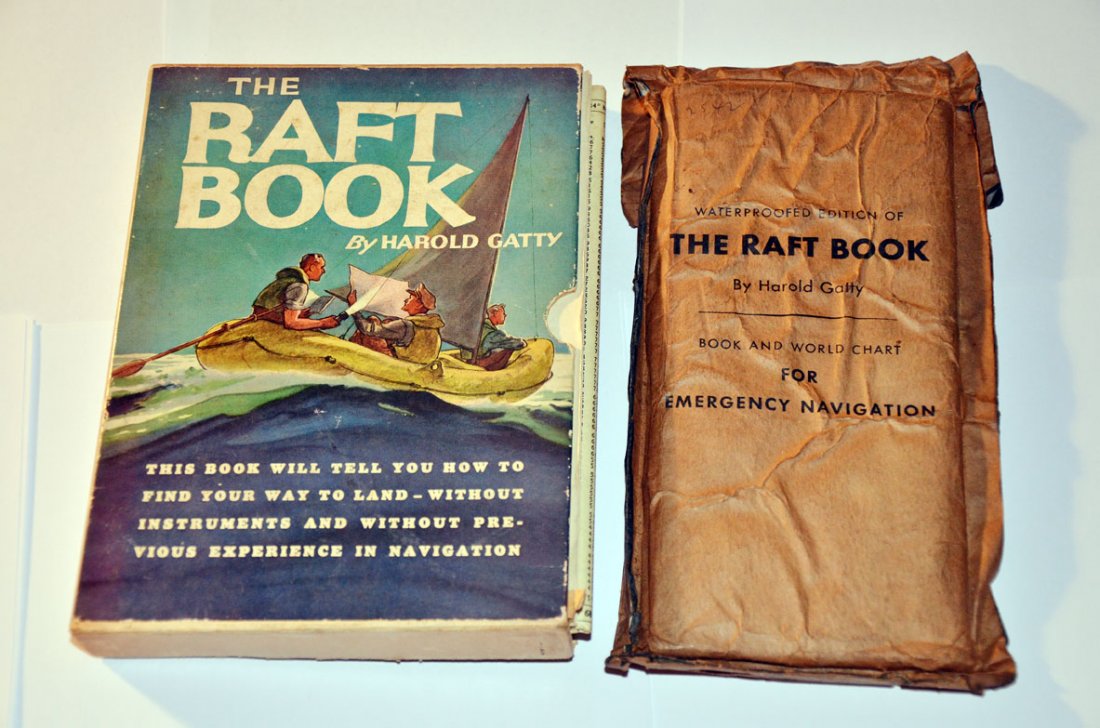 THE
RAFT
BOOK
By HAROLD GATTY
THIS BOOK WILL TELL YOU HOW TO
FIND YOUR WAY TO LAND – WITHOUT
INSTRUMENTS AND WITHOUT PRE-
VIOUS EXPERIENCE IN NAVIGATION
WATERPROOFED EDITION OF
THE RAFT BOOK
By Harold Gatty
BOOK AND WORLD CHART
FOR
EMERGENCY NAVIGATION